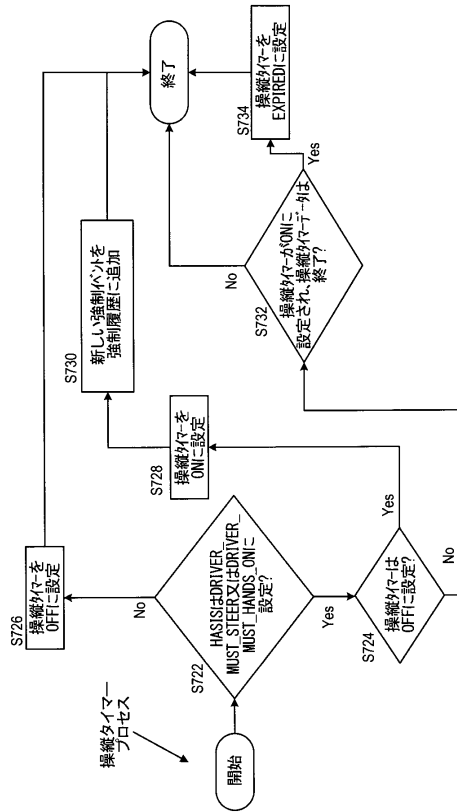 操縦タイマー
プロセス
開始
S722
HASISはDRIVER_
MUST_STEER又はDRIVER_
MUST_HANDS_ONに
設定?
No
Yes
S726
操縦タイマーを
OFFに設定
S724
操縦タイマーは
OFFに設定?
Yes
No
S728
操縦タイマーを
ONに設定
S730
新しい強制イベントを
強制履歴に追加
S732
操縦タイマーがONに
設定され、操縦タイマーデータは
終了?
No
Yes
S734
操縦タイマーを
EXPIREDに設定
終了